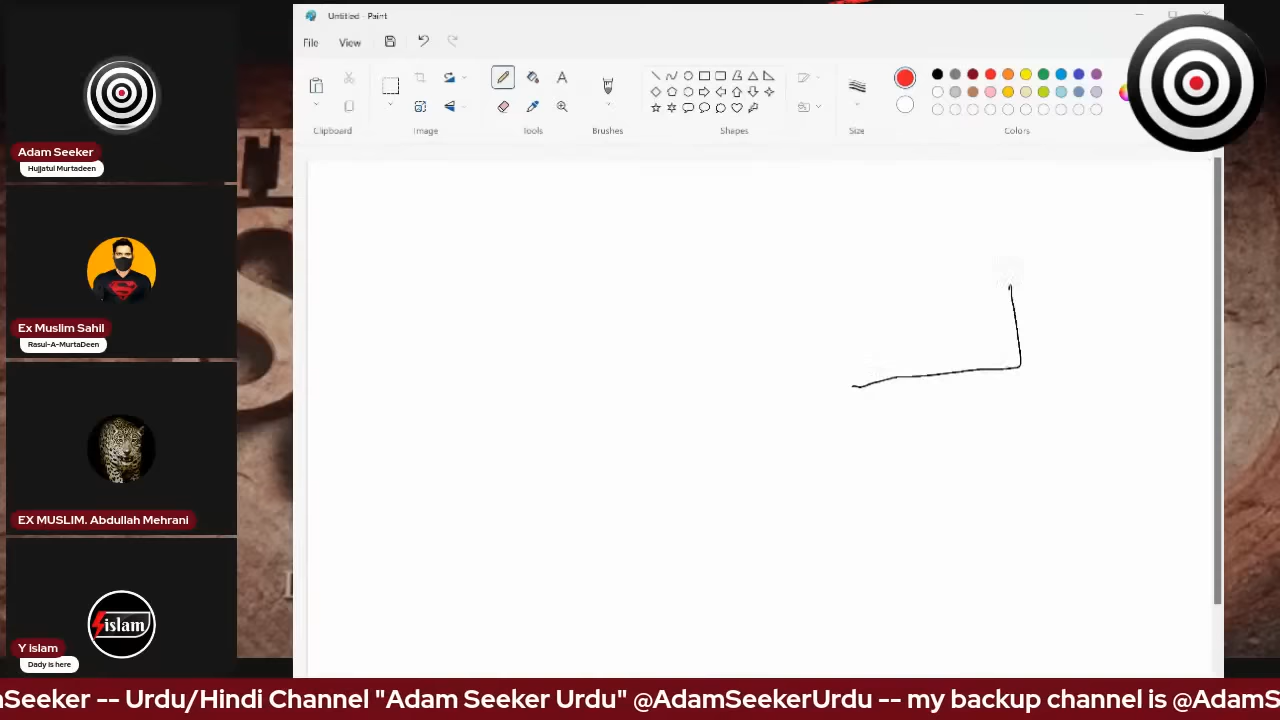 Untitled - Paint
File
View
Clipboard
Image
Tools
Brushes
Shapes
Size
Colors
A
Adam Seeker
Hujjatul Murtadeen
Ex Muslim Sahil
Rasul-A-MurtaDeen
EX MUSLIM. Abdullah Mehrani
islam
Y islam
Dady is here
Seeker -- Urdu/Hindi Channel "Adam Seeker Urdu" @AdamSeekerUrdu -- my backup channel is